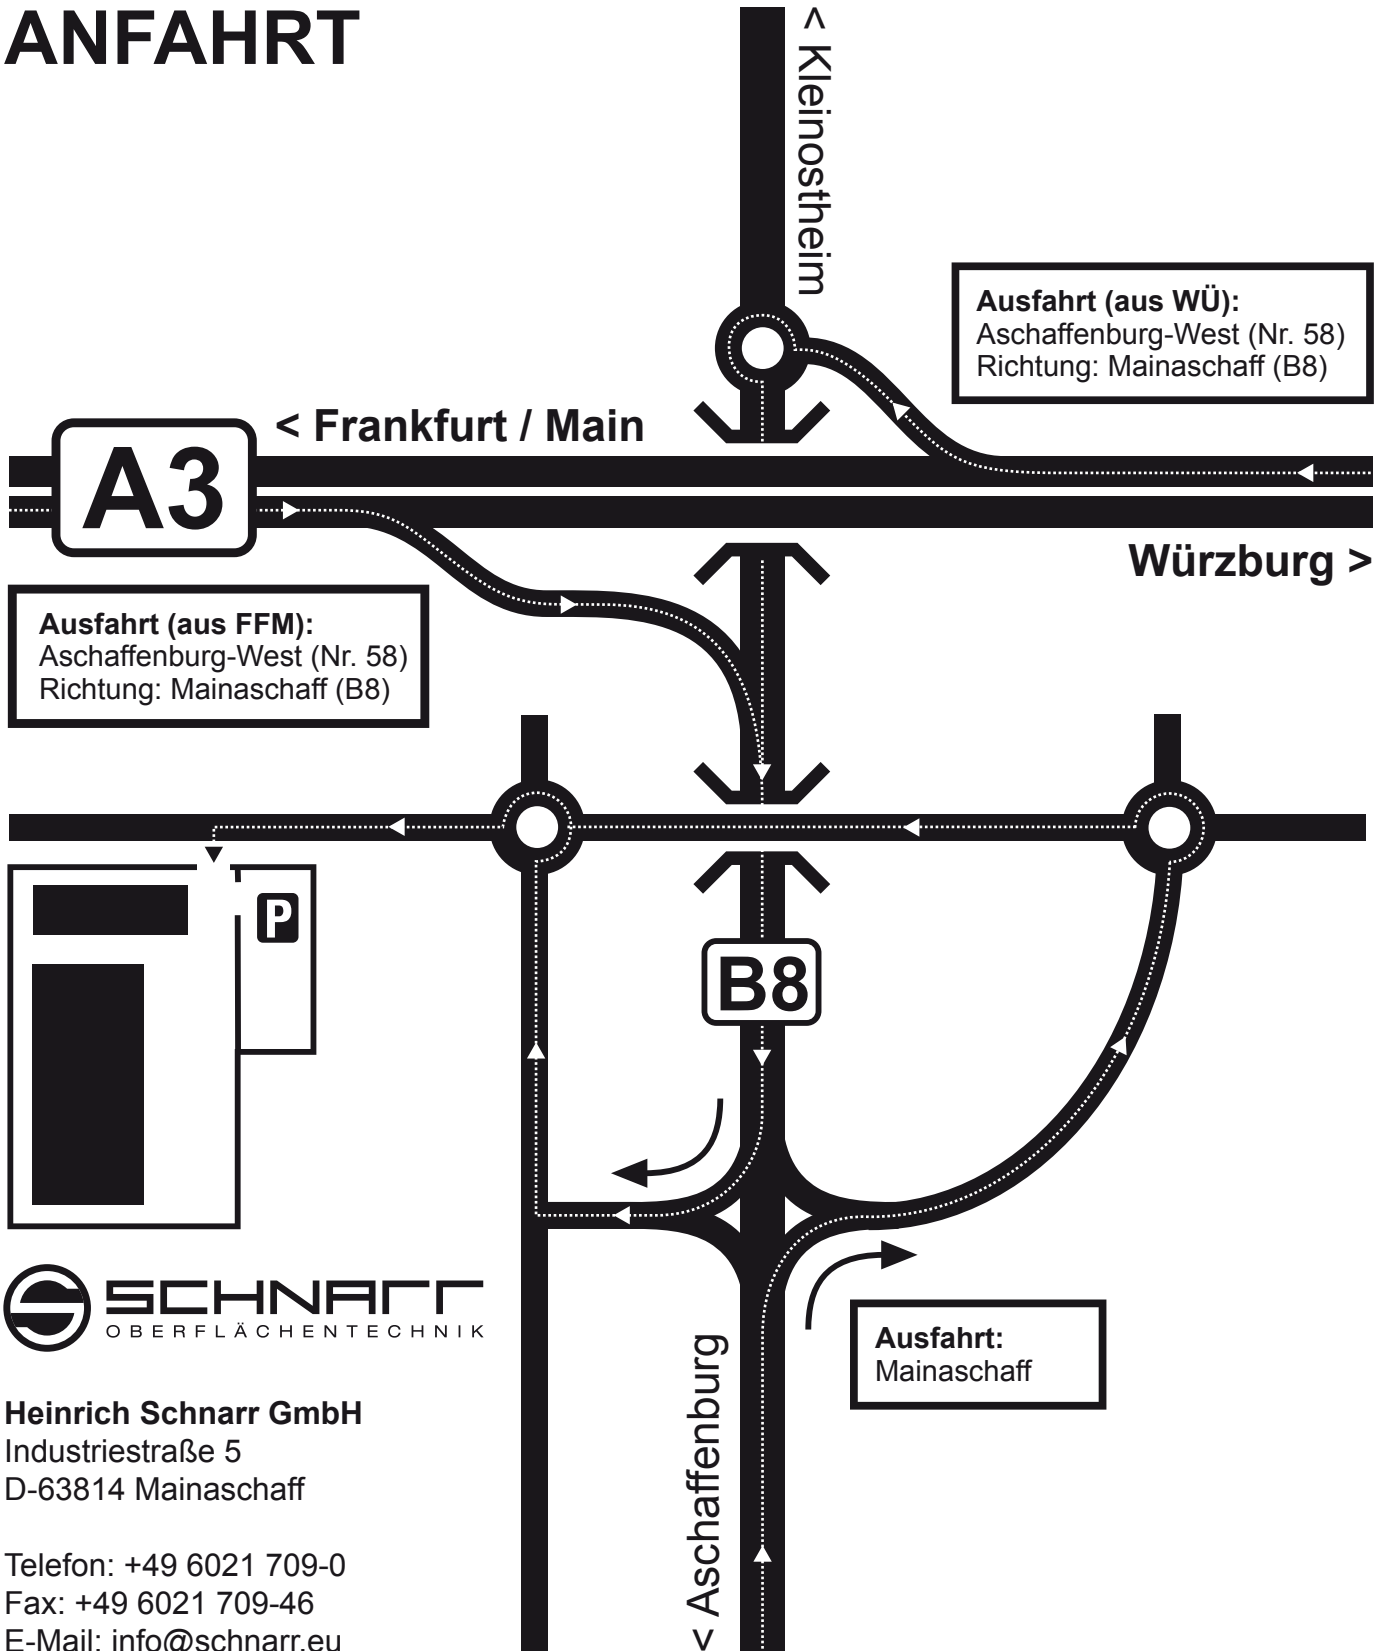 ANFAHRT
< Kleinostheim
Ausfahrt (aus WÜ):
Aschaffenburg-West (Nr. 58)
Richtung: Mainaschaff (B8)
< Frankfurt / Main
A3
Würzburg >
Ausfahrt (aus FFM):
Aschaffenburg-West (Nr. 58)
Richtung: Mainaschaff (B8)
P
B8
SCHNARR
OBERFLÄCHENTECHNIK
Ausfahrt:
Mainaschaff
< Aschaffenburg
Heinrich Schnarr GmbH
Industriestraße 5
D-63814 Mainaschaff
Telefon: +49 6021 709-0
Fax: +49 6021 709-46
E-Mail: info@schnarr.eu